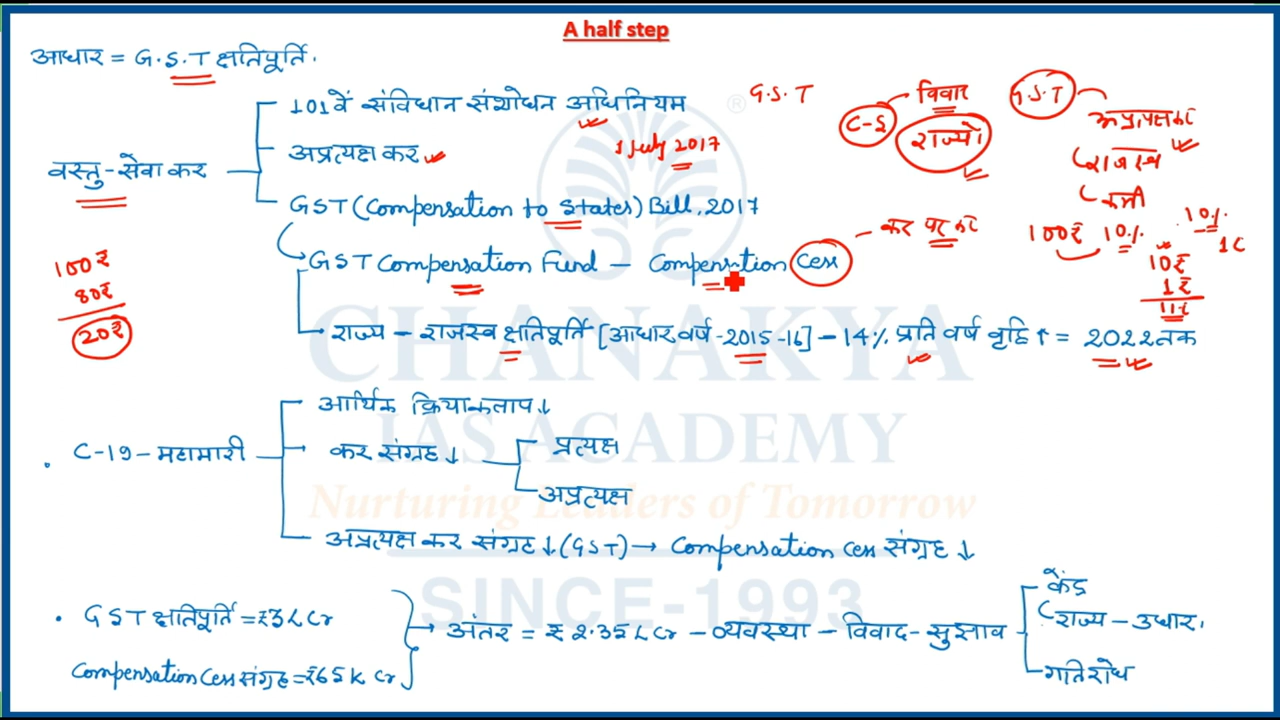 A half step
आधार = G.S.T क्षतिपूर्ति.
101वें संविधान संशोधन अधिनियम
वस्तु-सेवा कर
अप्रत्यक्ष कर
1 July 2017
GST (Compensation to States) Bill, 2017
GST Compensation Fund – Compensation Cess
राज्य – राजस्व क्षतिपूर्ति [आधार वर्ष - 2015-16] – 14% प्रति वर्ष वृद्धि ↑ = 2022 तक
G.S.T
C-S
विवाद
राज्यो
G.S.T
अप्रत्यक्ष कर
राजस्व
कमी
कर पर कर
100₹ 10%
10%
10₹
1₹
11₹
100₹
80₹
20₹
C-19 – महामारी
आर्थिक क्रियाकलाप ↓
कर संग्रह ↓
प्रत्यक्ष
अप्रत्यक्ष
अप्रत्यक्ष कर संग्रह ↓ (GST) → Compensation Cess संग्रह ↓
• GST क्षतिपूर्ति = ₹3L Cr
Compensation Cess संग्रह = ₹65K Cr
→ अंतर = ₹ 2.35L Cr – व्यवस्था – विवाद - सुझाव
केंद्र
राज्य – उधार.
गतिरोध
®
CHANAKYA
IAS ACADEMY
Nurturing Leaders of Tomorrow
SINCE-1993